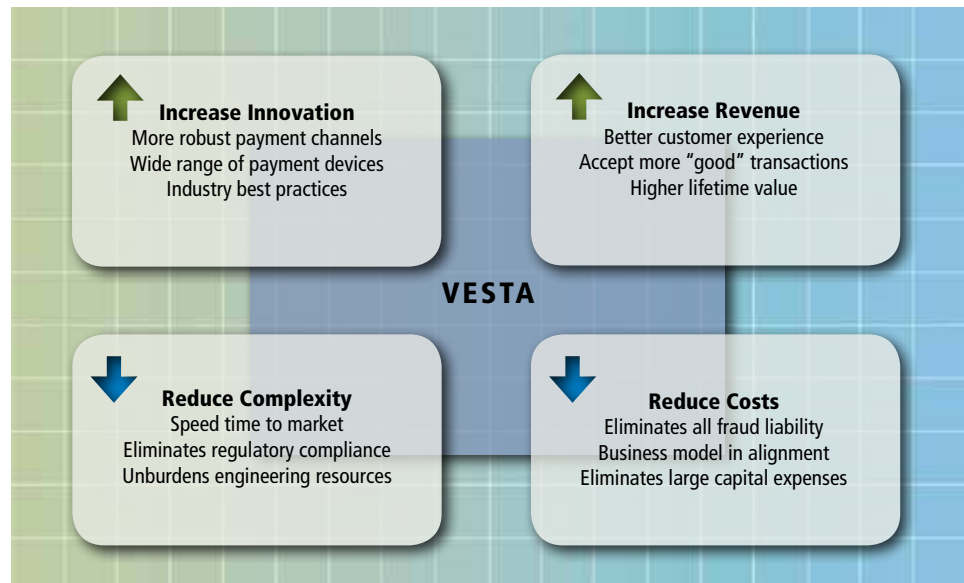 Increase Innovation
More robust payment channels
Wide range of payment devices
Industry best practices
Increase Revenue
Better customer experience
Accept more “good” transactions
Higher lifetime value
VESTA
Reduce Complexity
Speed time to market
Eliminates regulatory compliance
Unburdens engineering resources
Reduce Costs
Eliminates all fraud liability
Business model in alignment
Eliminates large capital expenses